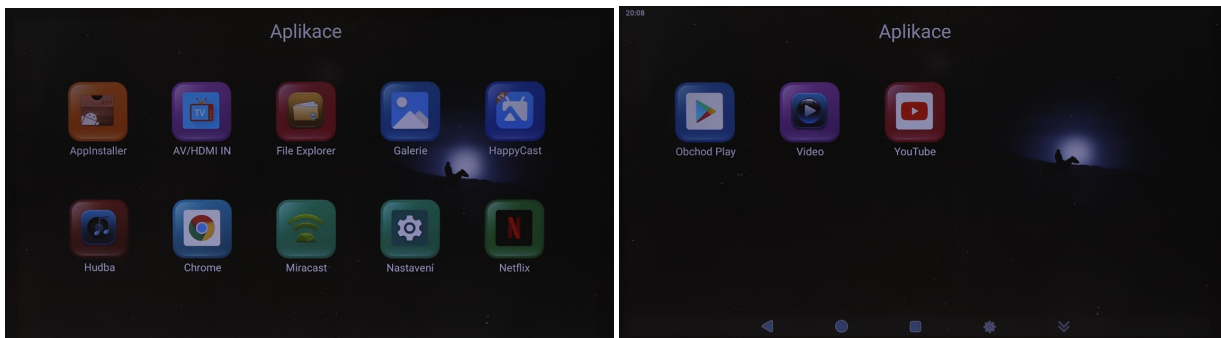 Aplikace
AppInstaller
AV/HDMI IN
File Explorer
Galerie
HappyCast
Hudba
Chrome
Miracast
Nastavení
Netflix
20:08
Aplikace
Obchod Play
Video
YouTube